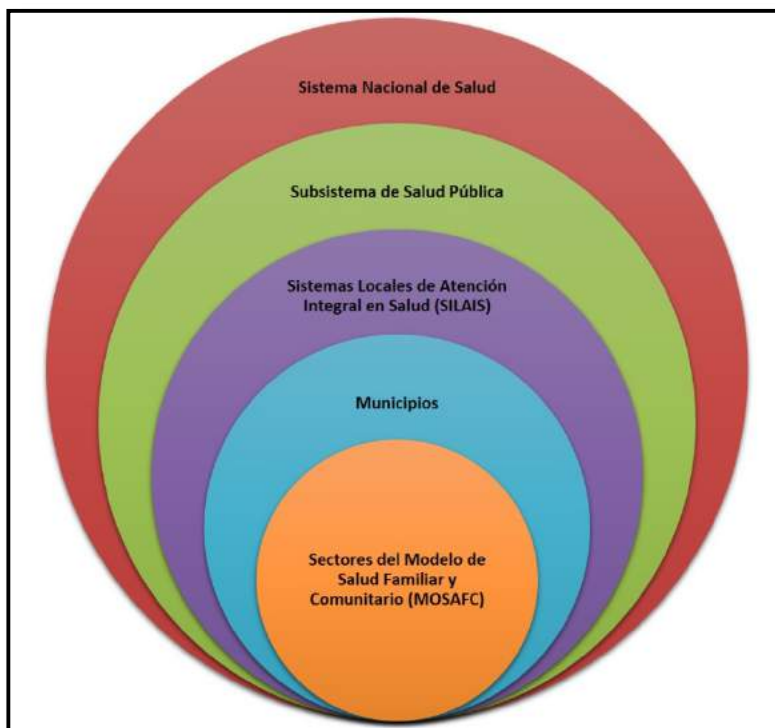 Sistema Nacional de Salud
Subsistema de Salud Pública
Sistemas Locales de Atención
Integral en Salud (SILAIS)
Municipios
Sectores del Modelo de
Salud Familiar y
Comunitario (MOSAFC)